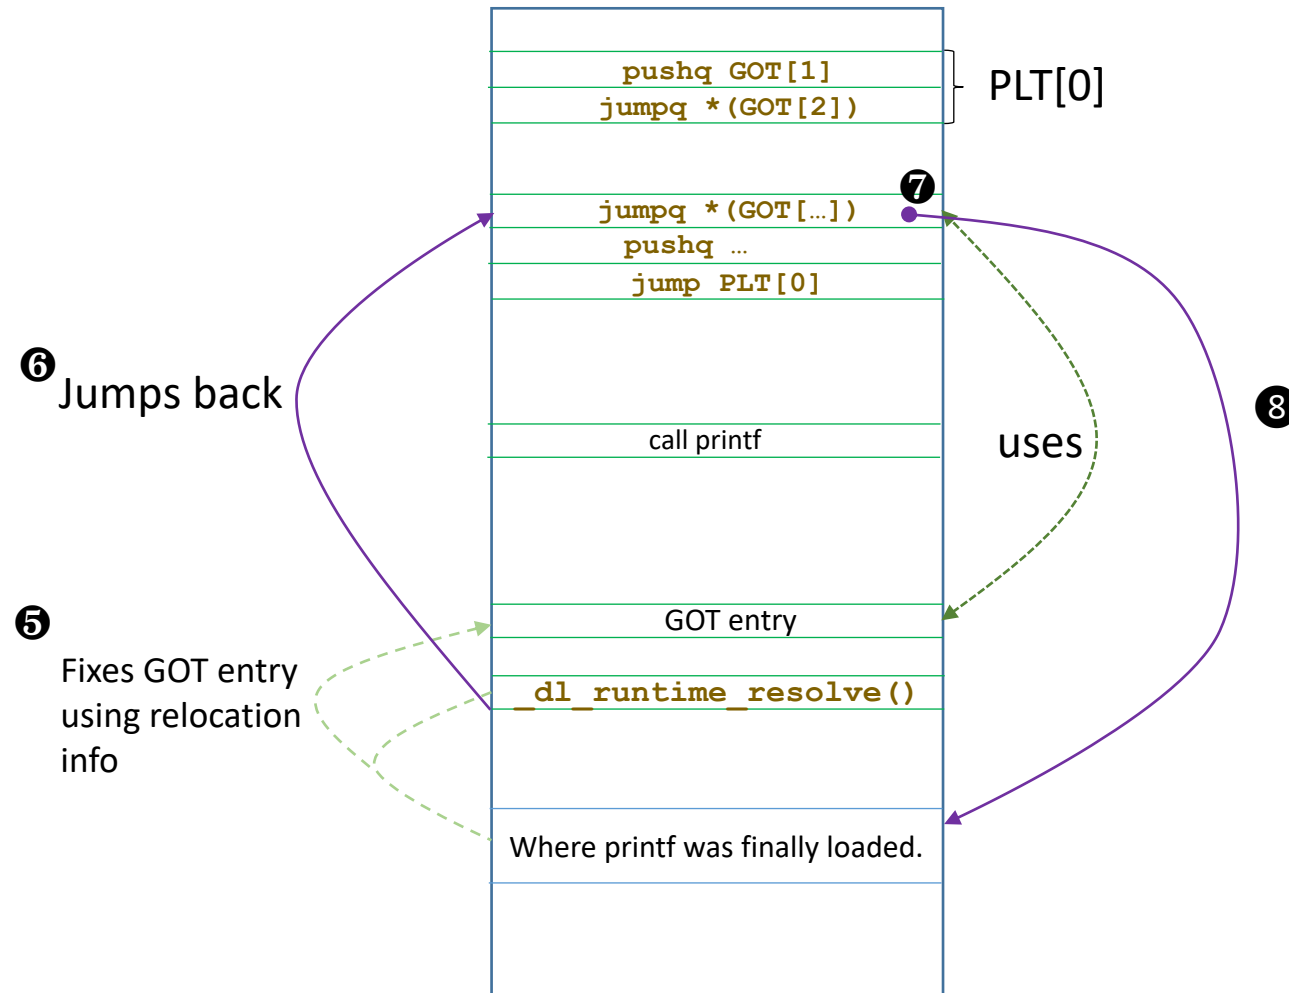 pushq GOT[1]
jumpq *(GOT[2])
PLT[0]
❼
jumpq *(GOT[…])
pushq …
jump PLT[0]
❻
Jumps back
❽
call printf
uses
❺
GOT entry
Fixes GOT entry
using relocation
info
_dl_runtime_resolve()
Where printf was finally loaded.